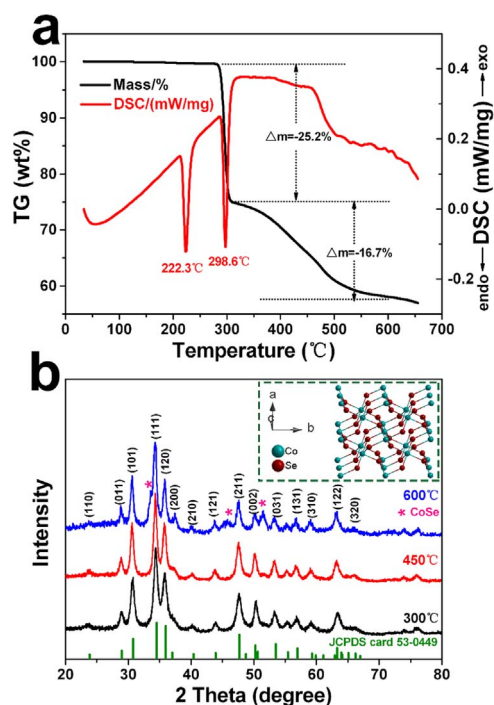 a
100
90
80
70
60
TG (wt%)
Mass/%
DSC/(mW/mg)
△m=-25.2%
△m=-16.7%
222.3℃
298.6℃
0.4
0.2
0.0
-0.2
endo←DSC (mW/mg)→exo
0 100 200 300 400 500 600 700
Temperature (℃)
b
Intensity
a
c
b
Co
Se
(110)
(011)
(101)
*
(111)
(120)
(200)
(210)
(121)
*
(211)
(002)
*
(031)
(131)
(310)
(122)
(320)
600℃
* CoSe
450℃
300℃
JCPDS card 53-0449
20 30 40 50 60 70 80
2 Theta (degree)